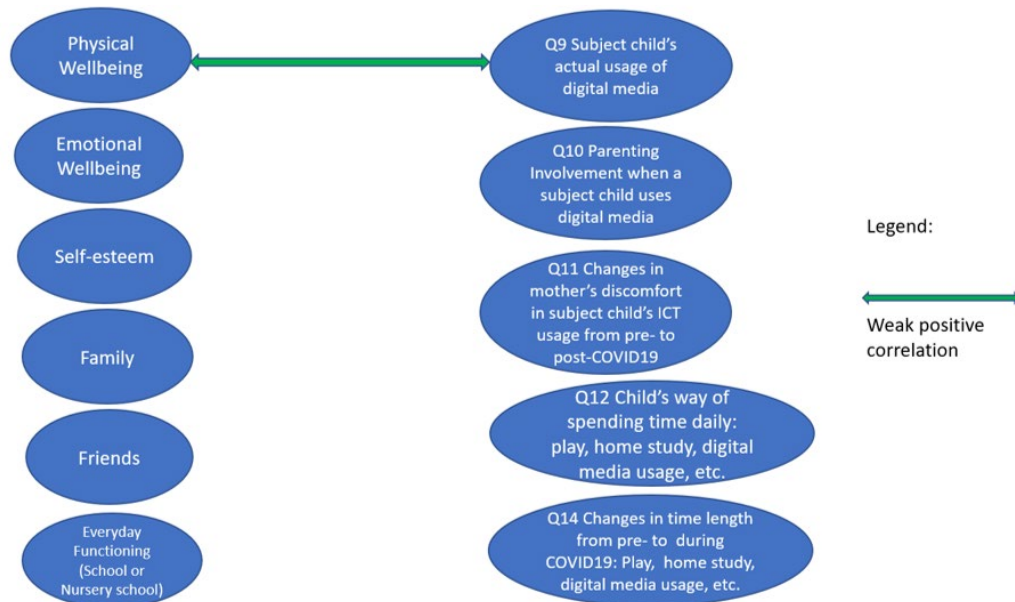 Physical
Wellbeing
Emotional
Wellbeing
Self-esteem
Family
Friends
Everyday
Functioning
(School or
Nursery school)
Q9 Subject child’s
actual usage of
digital media
Q10 Parenting
Involvement when a
subject child uses
digital media
Q11 Changes in
mother’s discomfort
in subject child’s ICT
usage from pre- to
post-COVID19
Q12 Child’s way of
spending time daily:
play, home study, digital
media usage, etc.
Q14 Changes in time length
from pre- to during
COVID19: Play, home study,
digital media usage, etc.
Legend:
Weak positive
correlation